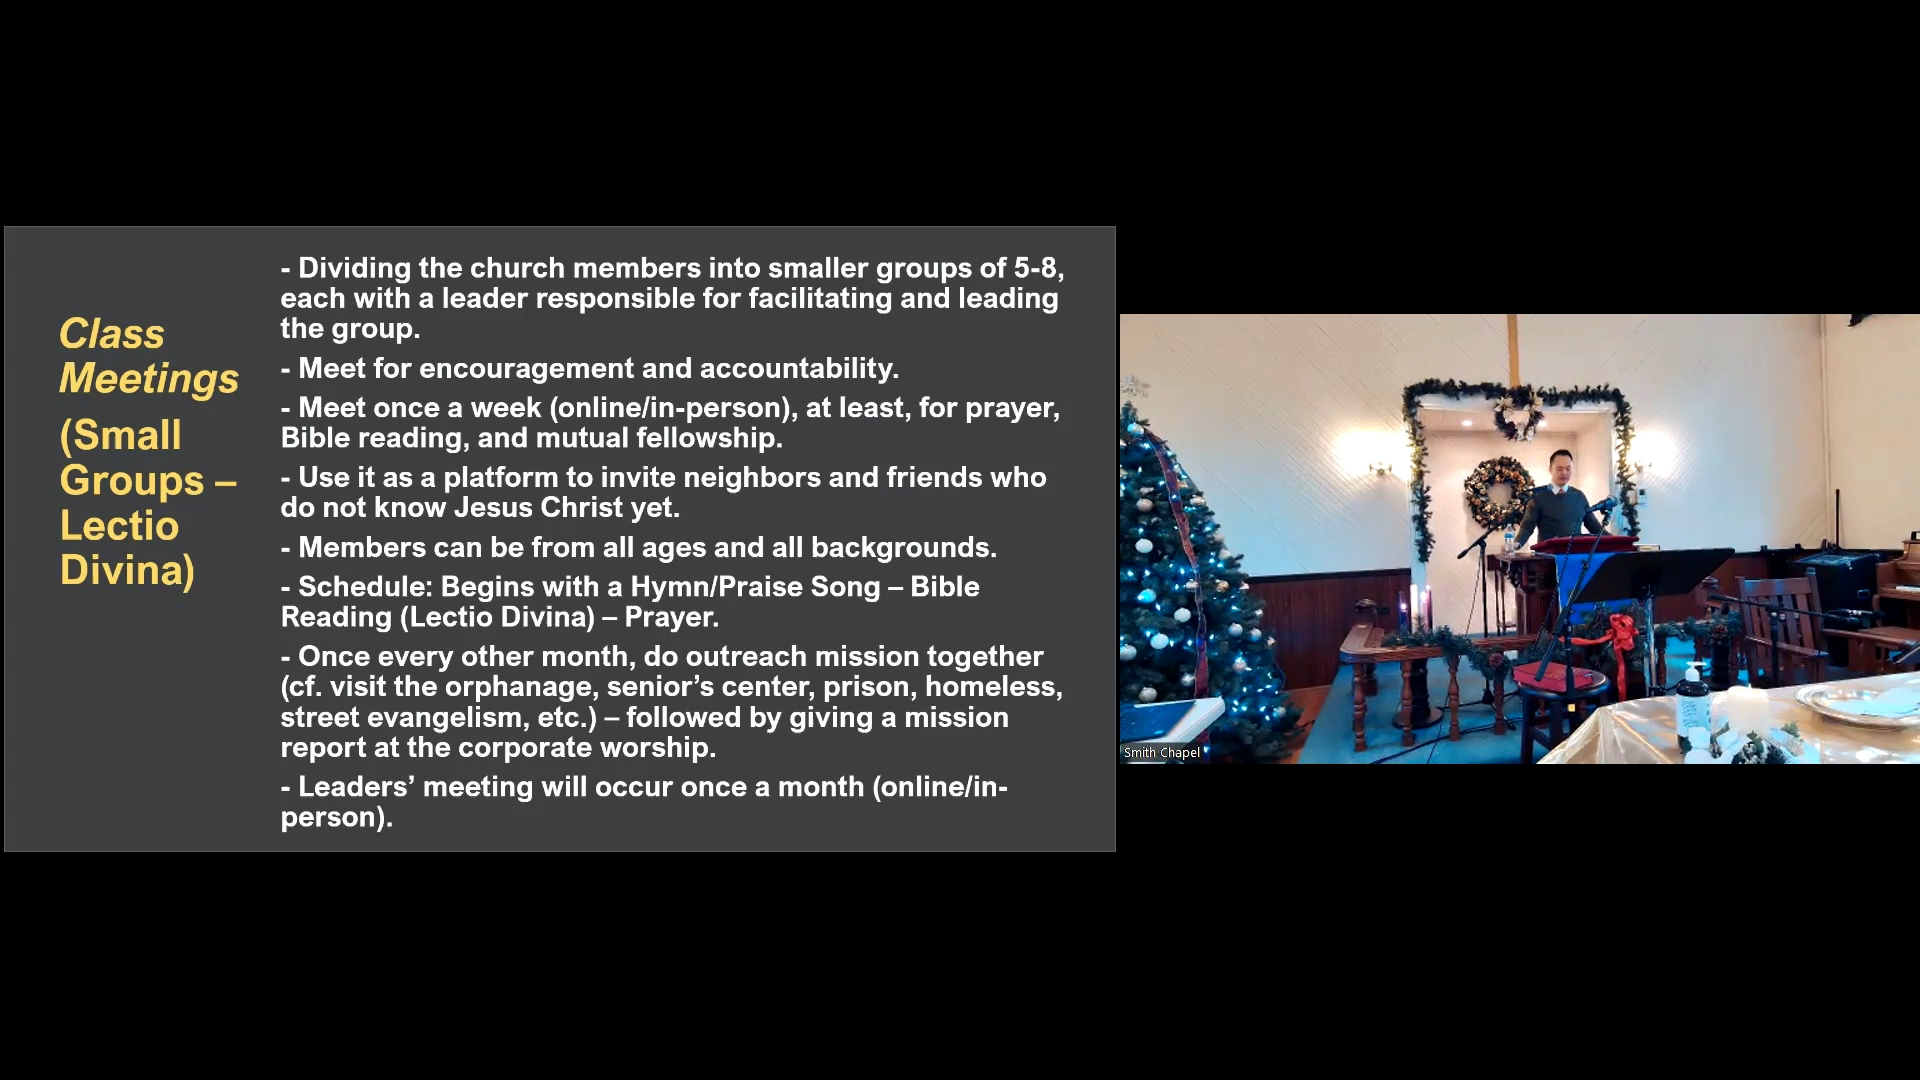 Class
Meetings
(Small
Groups –
Lectio
Divina)
- Dividing the church members into smaller groups of 5-8,
each with a leader responsible for facilitating and leading
the group.
- Meet for encouragement and accountability.
- Meet once a week (online/in-person), at least, for prayer,
Bible reading, and mutual fellowship.
- Use it as a platform to invite neighbors and friends who
do not know Jesus Christ yet.
- Members can be from all ages and all backgrounds.
- Schedule: Begins with a Hymn/Praise Song – Bible
Reading (Lectio Divina) – Prayer.
- Once every other month, do outreach mission together
(cf. visit the orphanage, senior’s center, prison, homeless,
street evangelism, etc.) – followed by giving a mission
report at the corporate worship.
- Leaders’ meeting will occur once a month (online/in-
person).
Smith Chapel